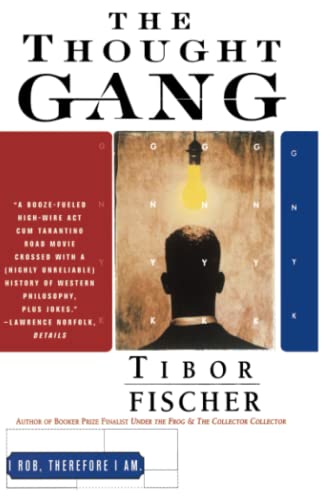 THE
THOUGHT
GANG
G G G G G
N N N N N
Y Y Y Y
K K K K
"A BOOZE-FUELED
HIGH-WIRE ACT
CUM TARANTINO
ROAD MOVIE
CROSSED WITH A
(HIGHLY UNRELIABLE)
HISTORY OF WESTERN
PHILOSOPHY,
PLUS JOKES."
–LAWRENCE NORFOLK,
DETAILS
TIBOR
FISCHER
AUTHOR OF BOOKER PRIZE FINALIST UNDER THE FROG & THE COLLECTOR COLLECTOR
I ROB, THEREFORE I AM.